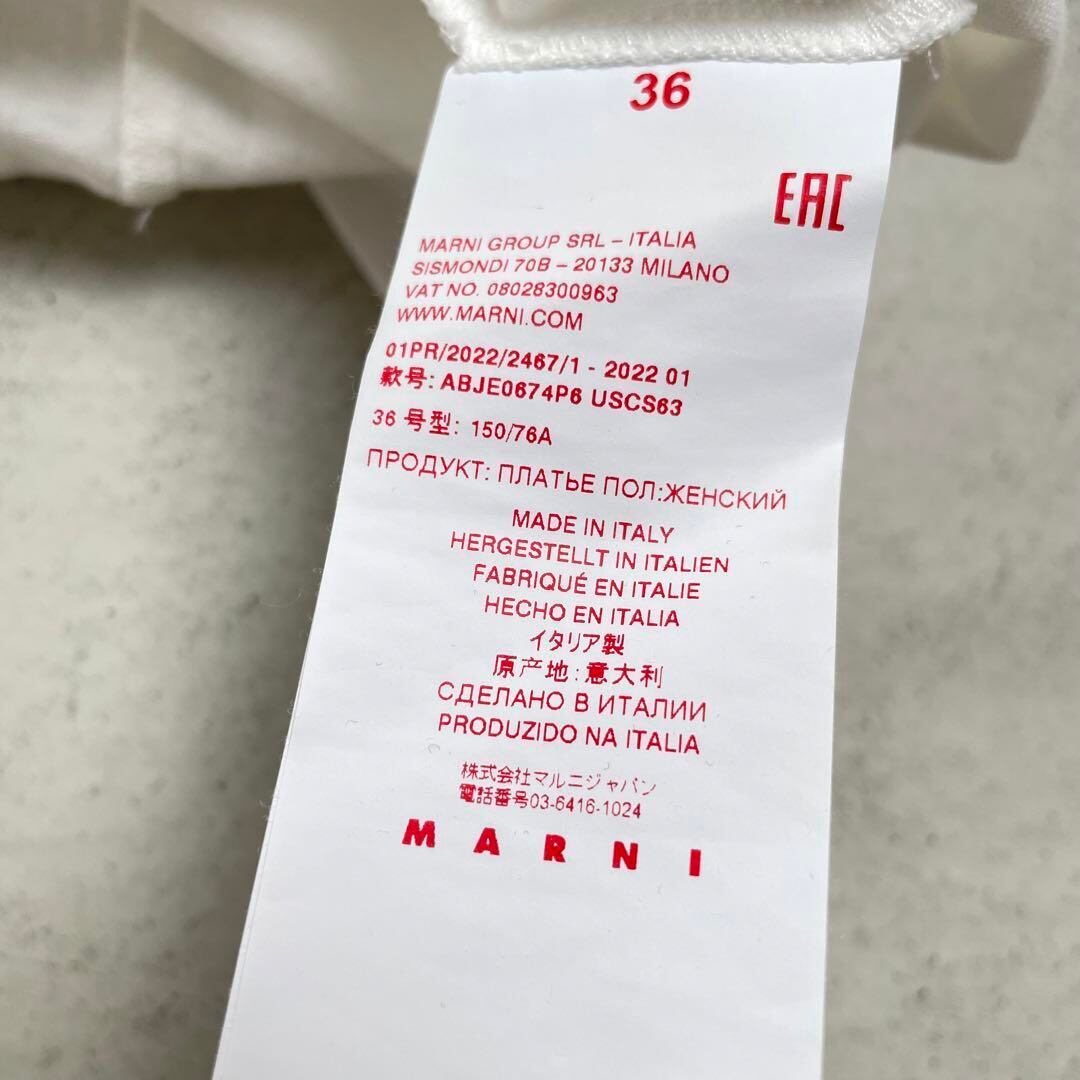 36
EAC
MARNI GROUP SRL – ITALIA
SISMONDI 70B – 20133 MILANO
VAT NO. 08028300963
WWW.MARNI.COM
01PR/2022/2467/1 - 2022 01
款号: ABJE0674P6 USCS63
36 号型: 150/76A
ПРОДУКТ: ПЛАТЬЕ ПОЛ:ЖЕНСКИЙ
MADE IN ITALY
HERGESTELLT IN ITALIEN
FABRIQUÉ EN ITALIE
HECHO EN ITALIA
イタリア製
原产地: 意大利
СДЕЛАНО В ИТАЛИИ
PRODUZIDO NA ITALIA
株式会社マルニジャパン
電話番号03-6416-1024
MARNI